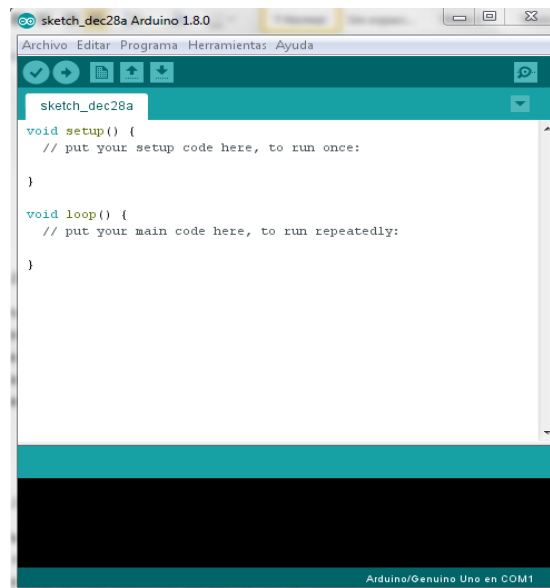 sketch_dec28a Arduino 1.8.0
Archivo Editar Programa Herramientas Ayuda
sketch_dec28a
void setup() {
// put your setup code here, to run once:
}
void loop() {
// put your main code here, to run repeatedly:
}
Arduino/Genuino Uno en COM1